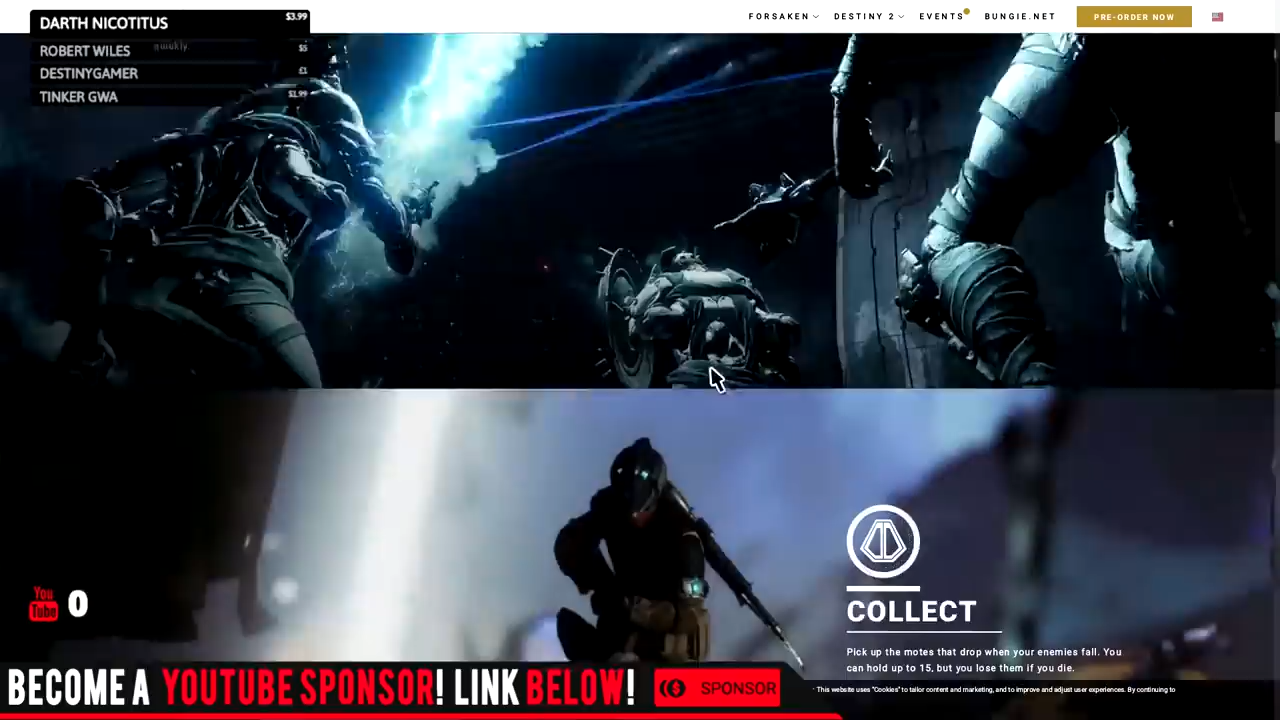 DARTH NICOTITUS $3.99
ROBERT WILES $5
DESTINYGAMER £1
TINKER GWA $1.99
FORSAKEN DESTINY 2 EVENTS BUNGIE.NET PRE-ORDER NOW
COLLECT
Pick up the motes that drop when your enemies fall. You
can hold up to 15, but you lose them if you die.
You Tube 0
BECOME A YOUTUBE SPONSOR! LINK BELOW! SPONSOR
This website uses "Cookies" to tailor content and marketing, and to improve and adjust user experiences. By continuing to